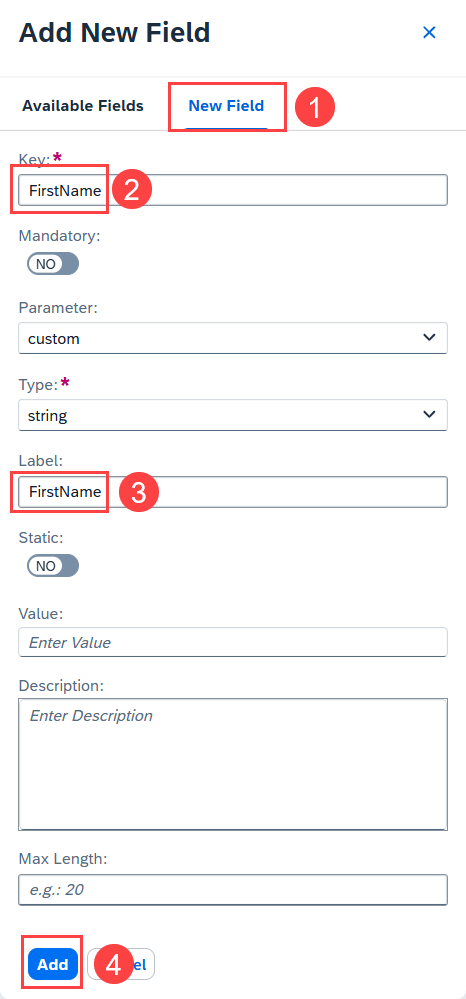 Add New Field
Available Fields New Field 1
Key:*
FirstName 2
Mandatory:
NO
Parameter:
custom
Type:*
string
Label:
FirstName 3
Static:
NO
Value:
Enter Value
Description:
Enter Description
Max Length:
e.g.: 20
Add 4 el